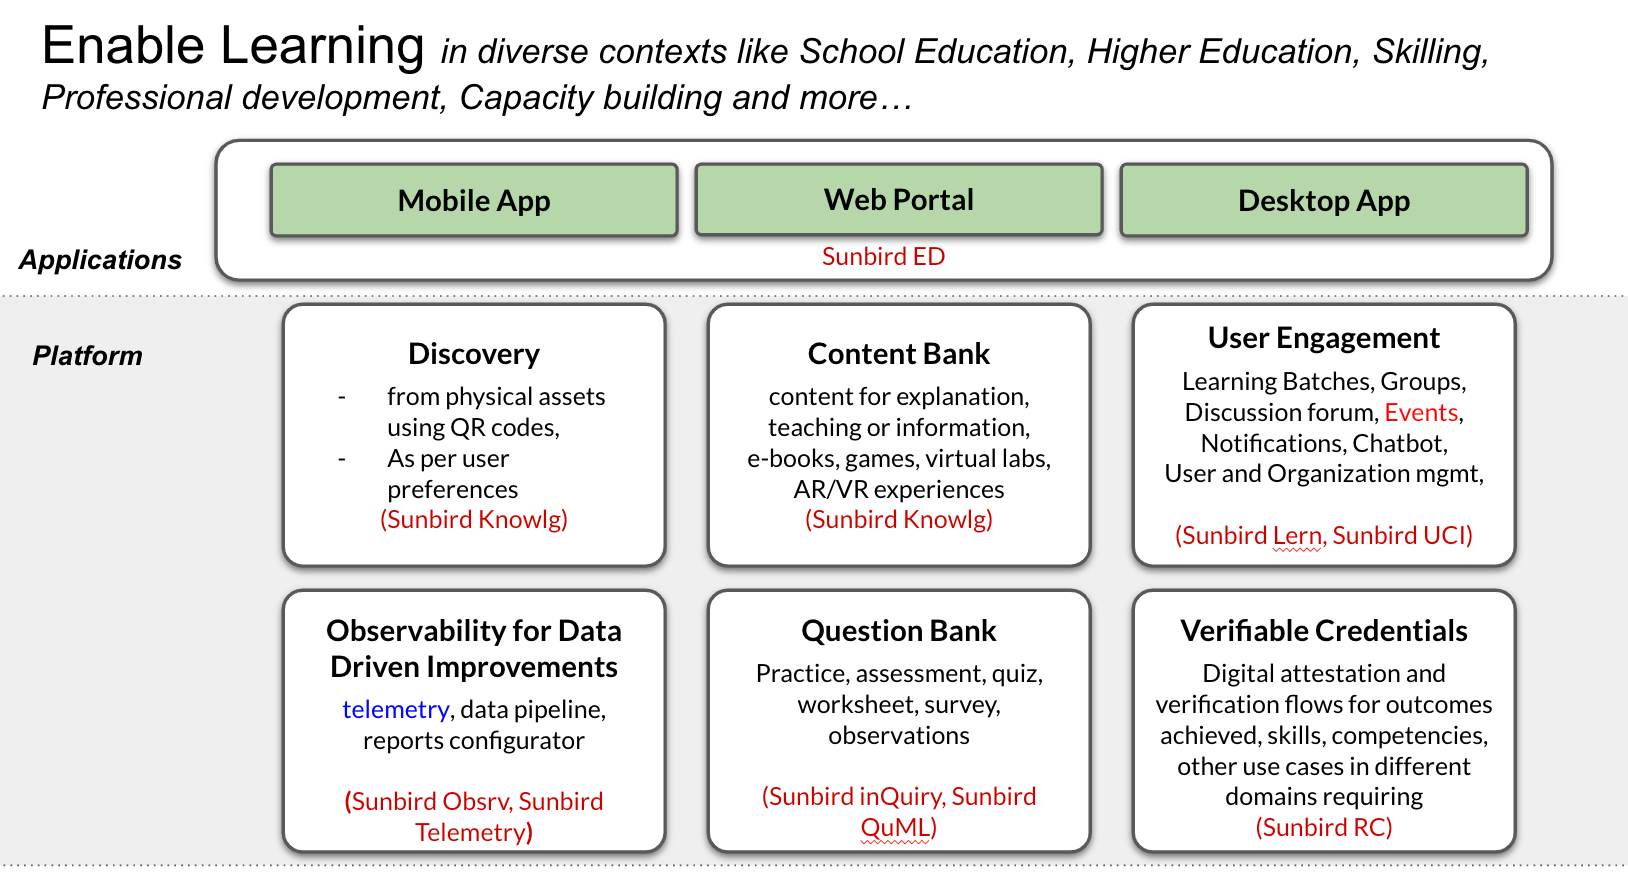 Enable Learning in diverse contexts like School Education, Higher Education, Skilling,
Professional development, Capacity building and more…
Mobile App
Web Portal
Desktop App
Sunbird ED
Applications
Platform
Discovery
- from physical assets
using QR codes,
- As per user
preferences
(Sunbird Knowlg)
Content Bank
content for explanation,
teaching or information,
e-books, games, virtual labs,
AR/VR experiences
(Sunbird Knowlg)
User Engagement
Learning Batches, Groups,
Discussion forum, Events,
Notifications, Chatbot,
User and Organization mgmt,
(Sunbird Lern, Sunbird UCI)
Observability for Data
Driven Improvements
telemetry, data pipeline,
reports configurator
(Sunbird Obsrv, Sunbird
Telemetry)
Question Bank
Practice, assessment, quiz,
worksheet, survey,
observations
(Sunbird inQuiry, Sunbird
QuML)
Verifiable Credentials
Digital attestation and
verification flows for outcomes
achieved, skills, competencies,
other use cases in different
domains requiring
(Sunbird RC)